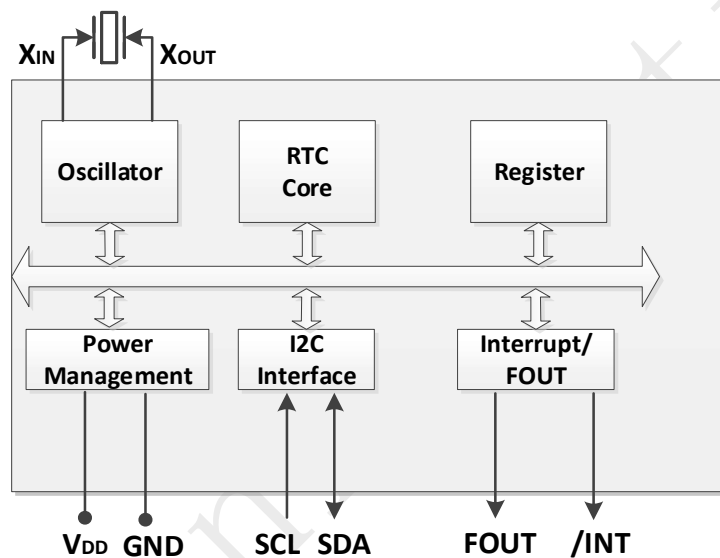 XIN XOUT
Oscillator
RTC
Core
Register
Power
Management
I2C
Interface
Interrupt/
FOUT
VDD GND SCL SDA FOUT /INT